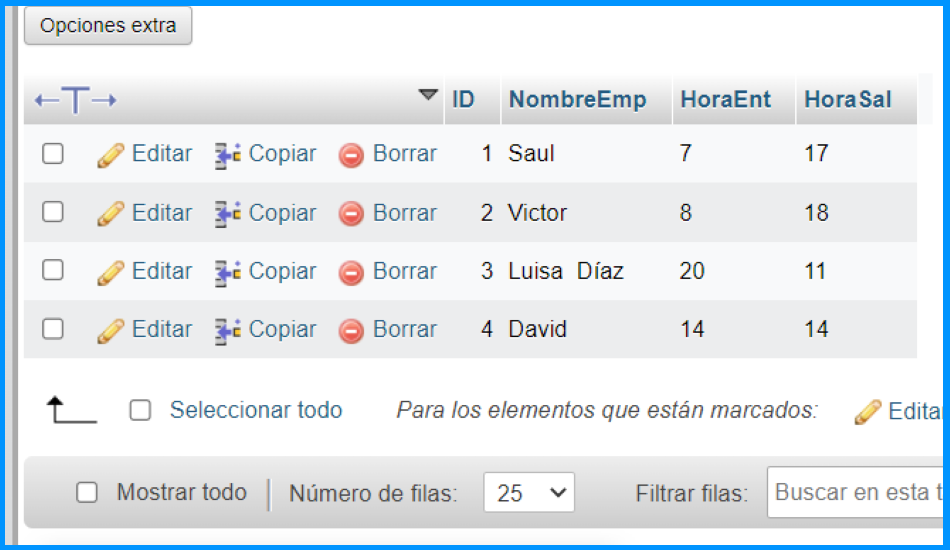 Opciones extra
ID NombreEmp HoraEnt HoraSal
Editar Copiar Borrar 1 Saul 7 17
Editar Copiar Borrar 2 Victor 8 18
Editar Copiar Borrar 3 Luisa Díaz 20 11
Editar Copiar Borrar 4 David 14 14
Seleccionar todo Para los elementos que están marcados: Edita
Mostrar todo Número de filas: 25 Filtrar filas: Buscar en esta t